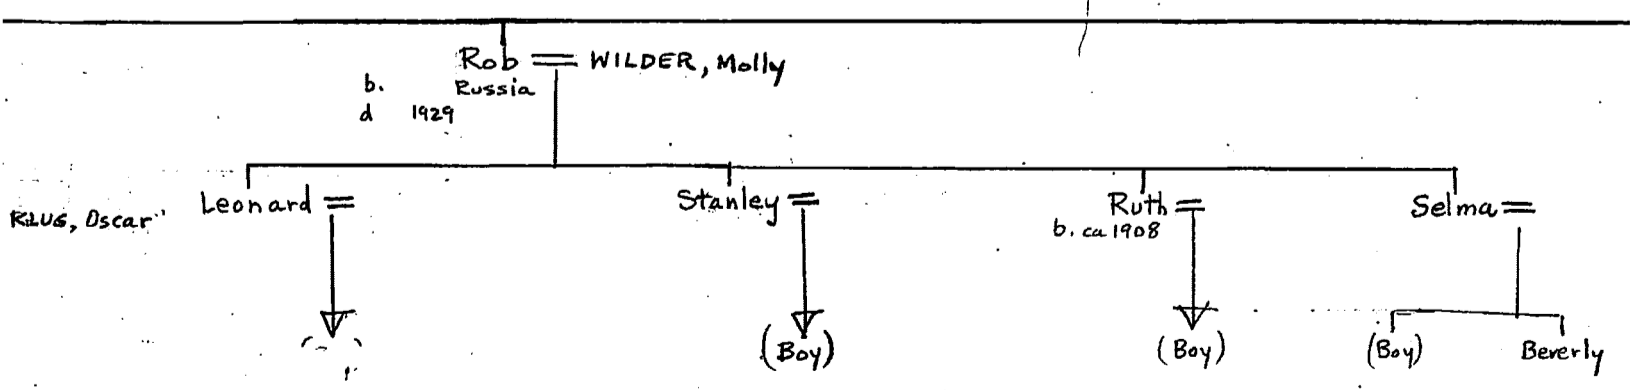 Rob = WILDER, Molly
b. Russia
d 1929
KLUG, Oscar"
Leonard =
Stanley =
Ruth =
b. ca 1908
Selma =
(Boy)
(Boy)
(Boy)
Beverly